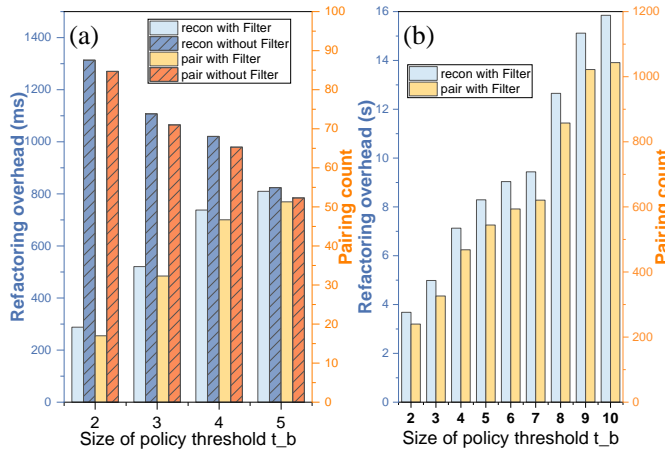 (a)
recon with Filter
recon without Filter
pair with Filter
pair without Filter
Refactoring overhead (ms)
1400
1200
1000
800
600
400
200
0
Pairing count
100
90
80
70
60
50
40
30
20
10
0
2 3 4 5
Size of policy threshold t_b
(b)
recon with Filter
pair with Filter
Refactoring overhead (s)
16
14
12
10
8
6
4
2
0
Pairing count
1200
1000
800
600
400
200
0
2 3 4 5 6 7 8 9 10
Size of policy threshold t_b